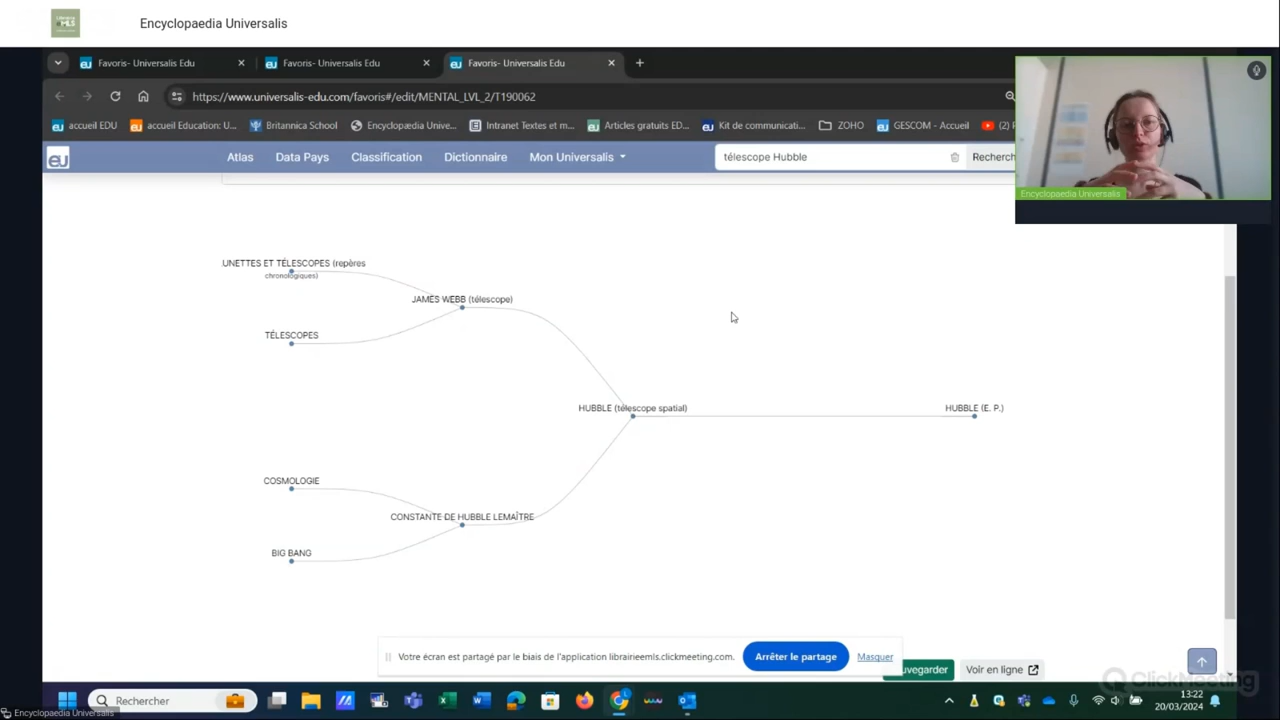 Encyclopaedia Universalis
Favoris- Universalis Edu
Favoris- Universalis Edu
Favoris- Universalis Edu
https://www.universalis-edu.com/favoris#/edit/MENTAL_LVL_2/T190062
accueil EDU
accueil Education: U...
Britannica School
Encyclopædia Unive...
Intranet Textes et m...
Articles gratuits ED...
Kit de communicati...
ZOHO
GESCOM - Accueil
(2)
eu
Atlas
Data Pays
Classification
Dictionnaire
Mon Universalis
télescope Hubble
Recherch
Encyclopaedia Universalis
UNETTES ET TÉLESCOPES (repères
chronologiques)
JAMES WEBB (télescope)
TÉLESCOPES
HUBBLE (télescope spatial)
HUBBLE (E. P.)
COSMOLOGIE
CONSTANTE DE HUBBLE LEMAÎTRE
BIG BANG
Votre écran est partagé par le biais de l'application librairieemls.clickmeeting.com.
Arrêter le partage
Masquer
uvegarder
Voir en ligne
ClickMeeting
Rechercher
13:22
20/03/2024
Encyclopaedia Universalis